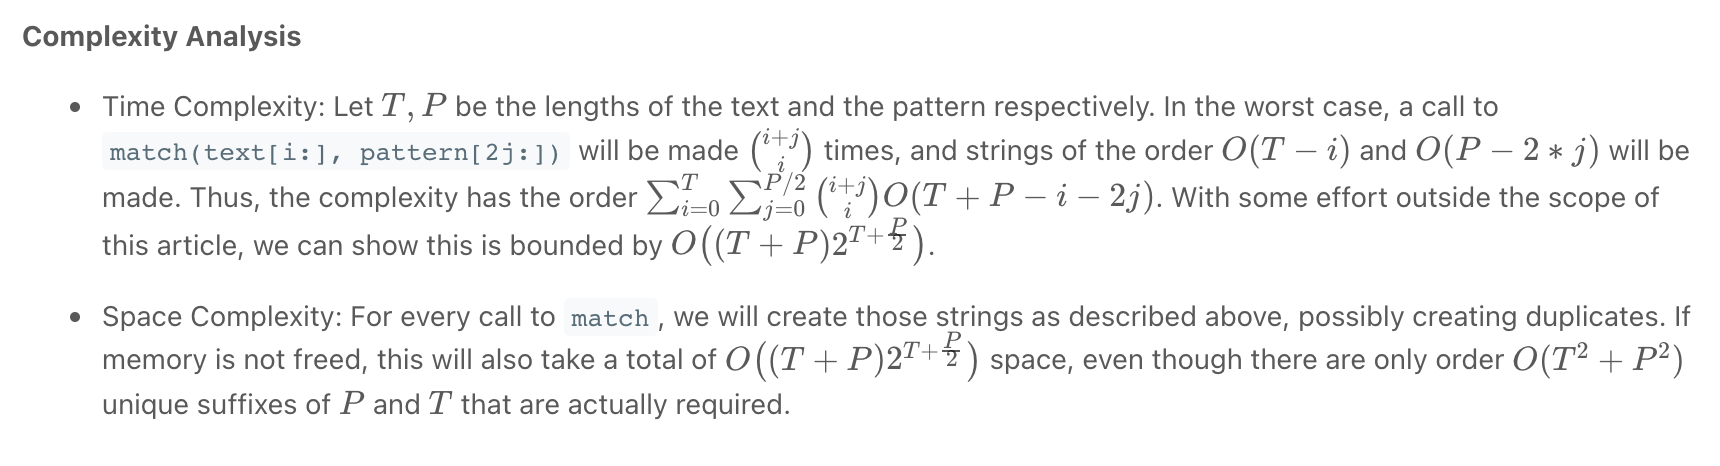 Complexity Analysis
• Time Complexity: Let T, P be the lengths of the text and the pattern respectively. In the worst case, a call to
match(text[i:], pattern[2j:]) will be made \binom{i+j}{i} times, and strings of the order O(T − i) and O(P − 2 * j) will be
made. Thus, the complexity has the order \sum_{i=0}^{T} \sum_{j=0}^{P/2} \binom{i+j}{i} O(T + P − i − 2j). With some effort outside the scope of
this article, we can show this is bounded by O((T + P)2^{T+\frac{P}{2}}).
• Space Complexity: For every call to match, we will create those strings as described above, possibly creating duplicates. If
memory is not freed, this will also take a total of O((T + P)2^{T+\frac{P}{2}}) space, even though there are only order O(T^2 + P^2)
unique suffixes of P and T that are actually required.